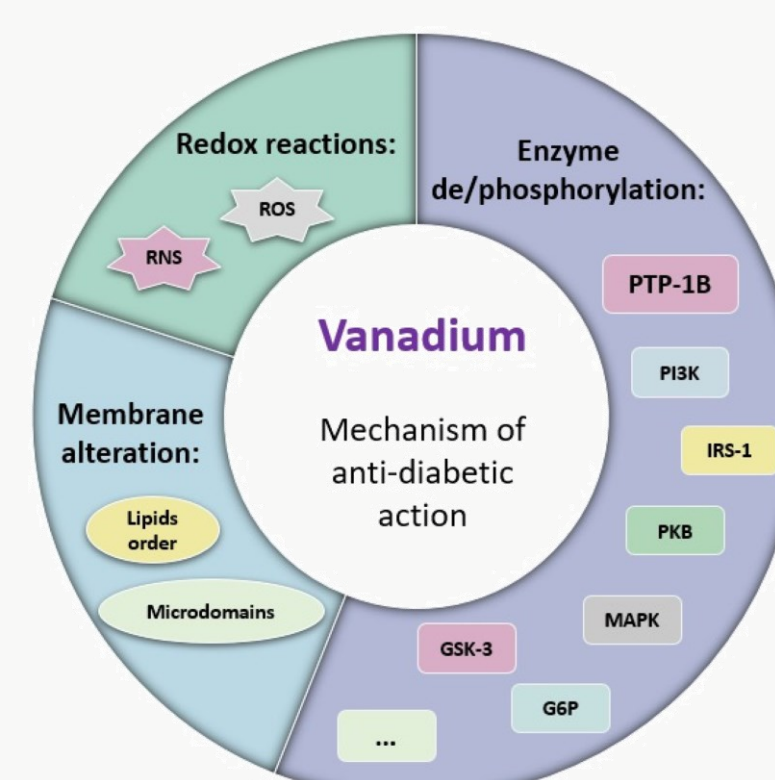 Redox reactions:
ROS
RNS
Enzyme
de/phosphorylation:
PTP-1B
PI3K
IRS-1
PKB
MAPK
GSK-3
G6P
...
Vanadium
Mechanism of
anti-diabetic
action
Membrane
alteration:
Lipids
order
Microdomains